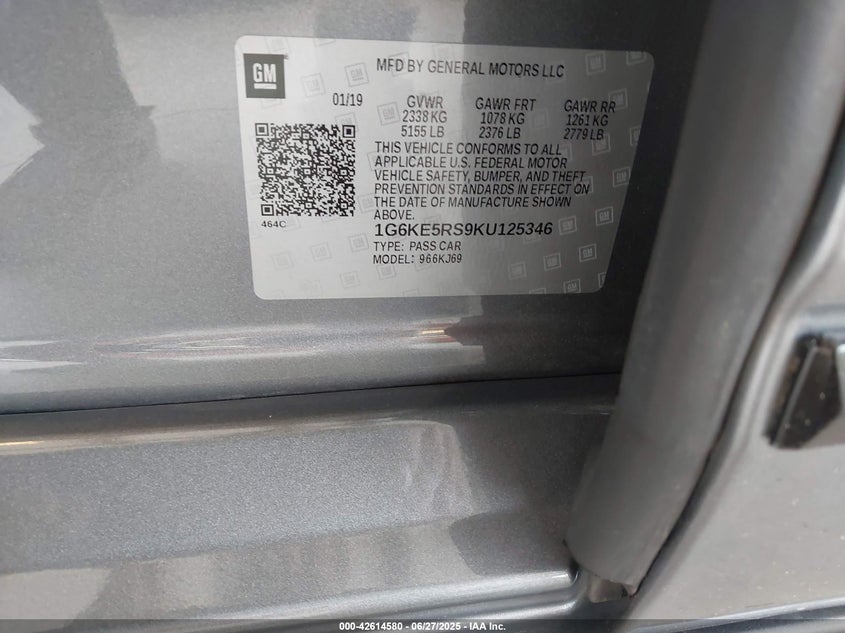 GM
MFD BY GENERAL MOTORS LLC
01/19 GVWR GAWR FRT GAWR RR
2338 KG 1078 KG 1261 KG
5155 LB 2376 LB 2779 LB
THIS VEHICLE CONFORMS TO ALL
APPLICABLE U.S. FEDERAL MOTOR
VEHICLE SAFETY, BUMPER, AND THEFT
PREVENTION STANDARDS IN EFFECT ON
THE DATE OF MANUFACTURE SHOWN
ABOVE.
464C
1G6KE5RS9KU125346
TYPE: PASS CAR
MODEL: 966KJ69
000-42614580 - 06/27/2025 - IAA Inc.